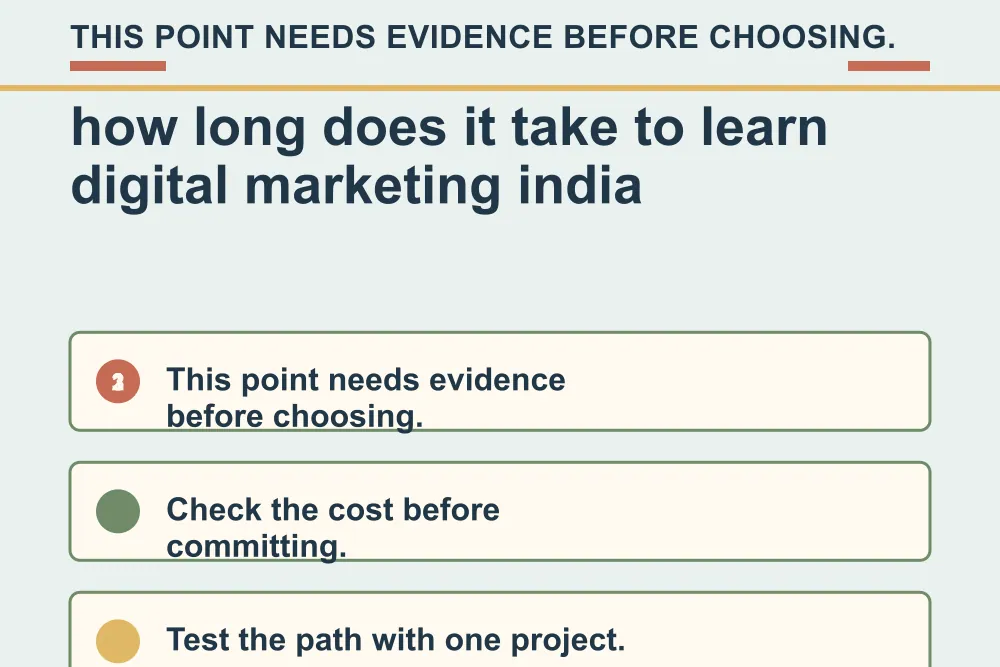 THIS POINT NEEDS EVIDENCE BEFORE CHOOSING.
how long does it take to learn
digital marketing india
This point needs evidence
before choosing.
Check the cost before
committing.
Test the path with one project.